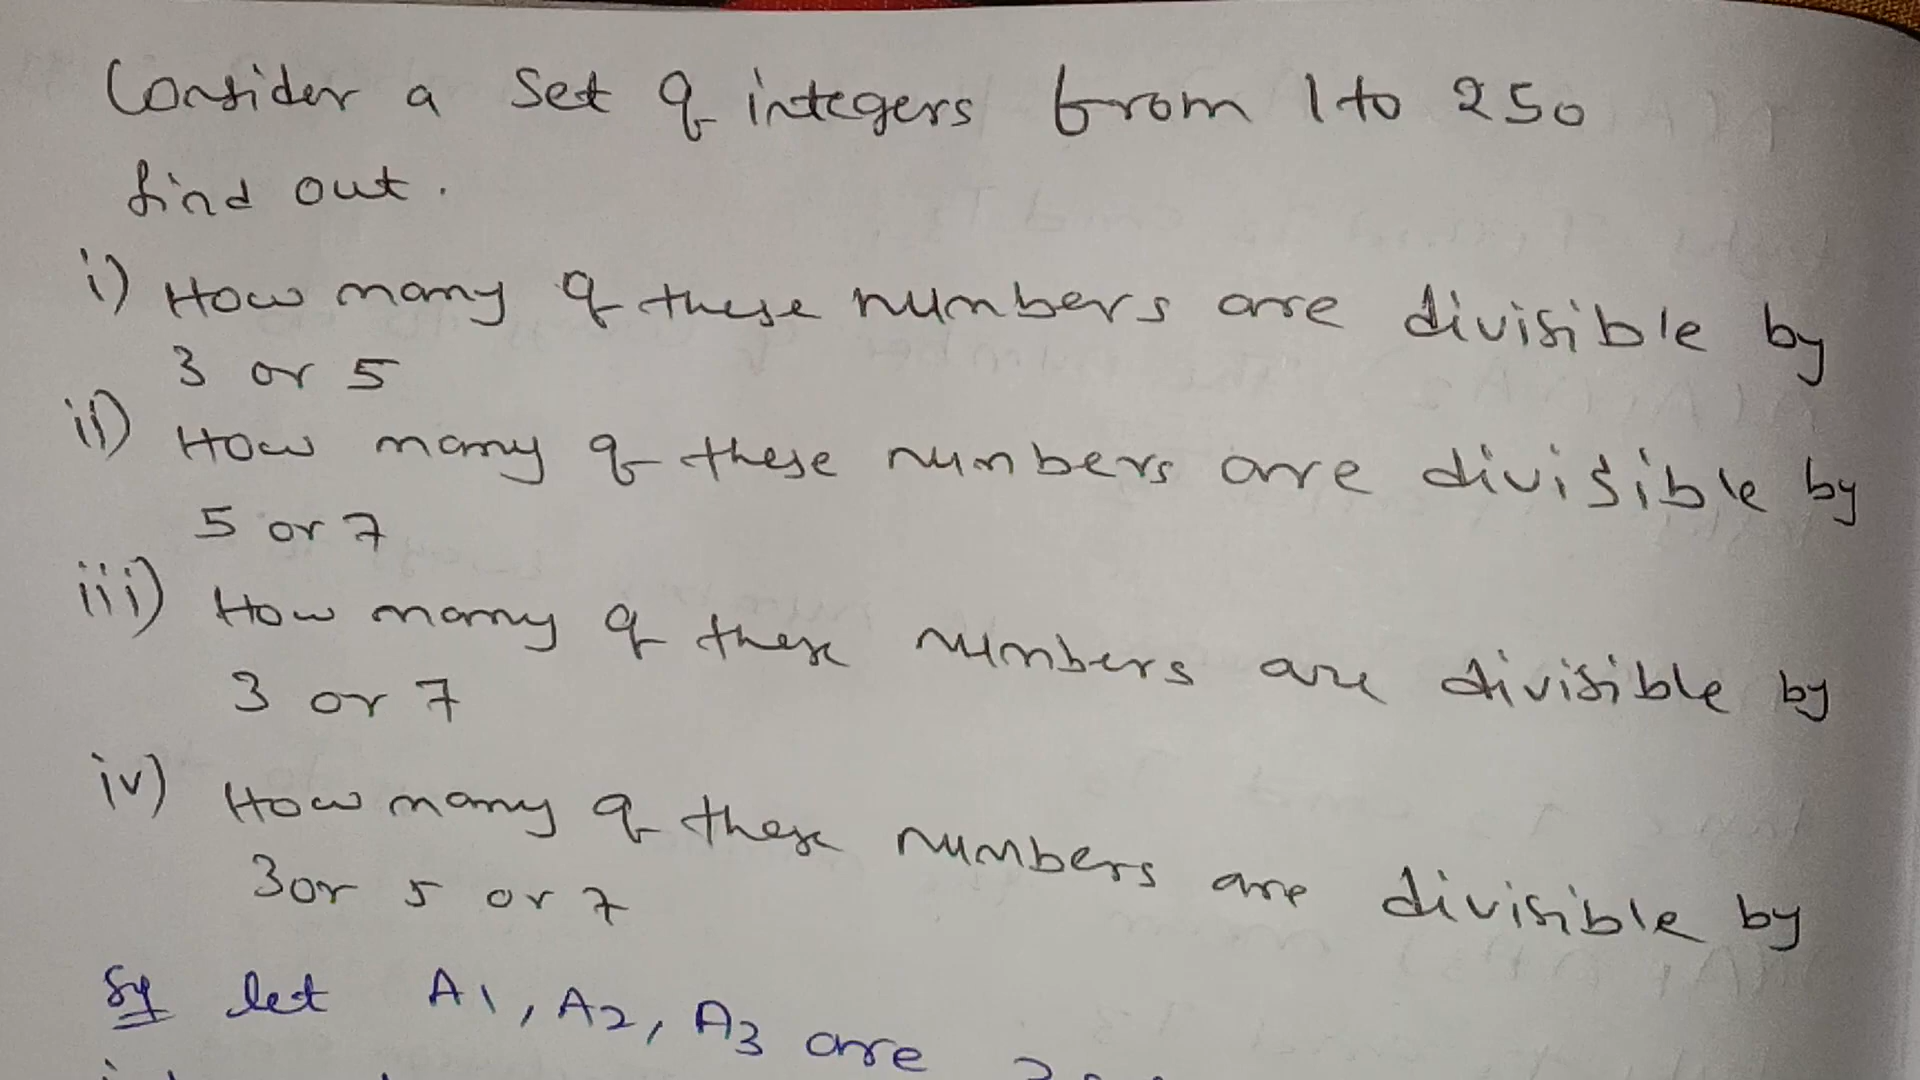 Consider a set of integers from 1 to 250
find out.
i) How many of these numbers are divisible by
3 or 5
ii) How many of these numbers are divisible by
5 or 7
iii) How many of these numbers are divisible by
3 or 7
iv) How many of these numbers are divisible by
3 or 5 or 7
Sol let A1, A2, A3 are